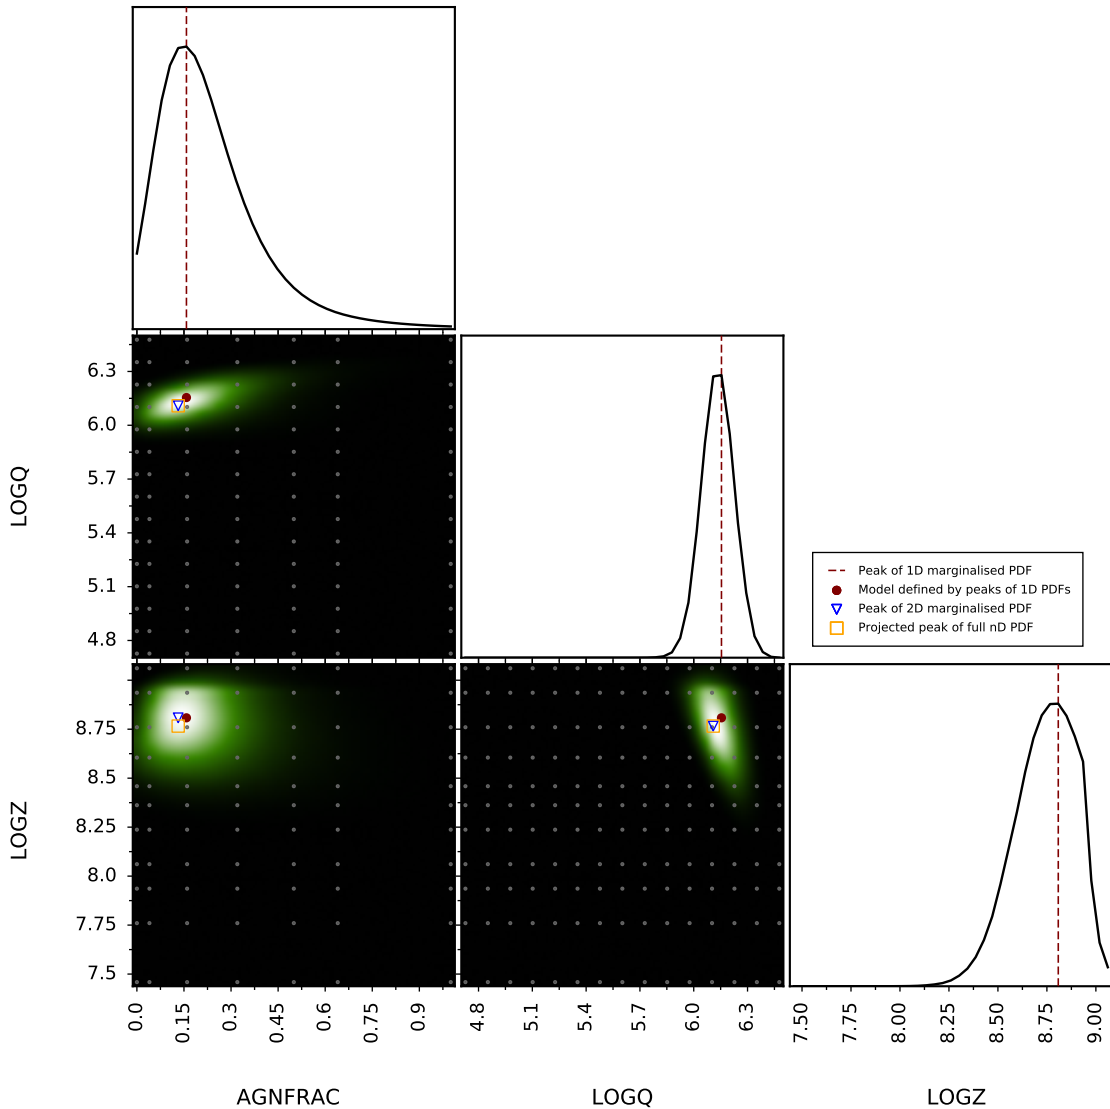 6.3
6.0
5.7
5.4
5.1
4.8
LOGQ
Peak of 1D marginalised PDF
Model defined by peaks of 1D PDFs
Peak of 2D marginalised PDF
Projected peak of full nD PDF
8.75
8.5
8.25
8.0
7.75
7.5
LOGZ
0.0 0.15 0.3 0.45 0.6 0.75 0.9
4.8 5.1 5.4 5.7 6.0 6.3
7.50 7.75 8.00 8.25 8.50 8.75 9.00
AGNFRAC LOGQ LOGZ